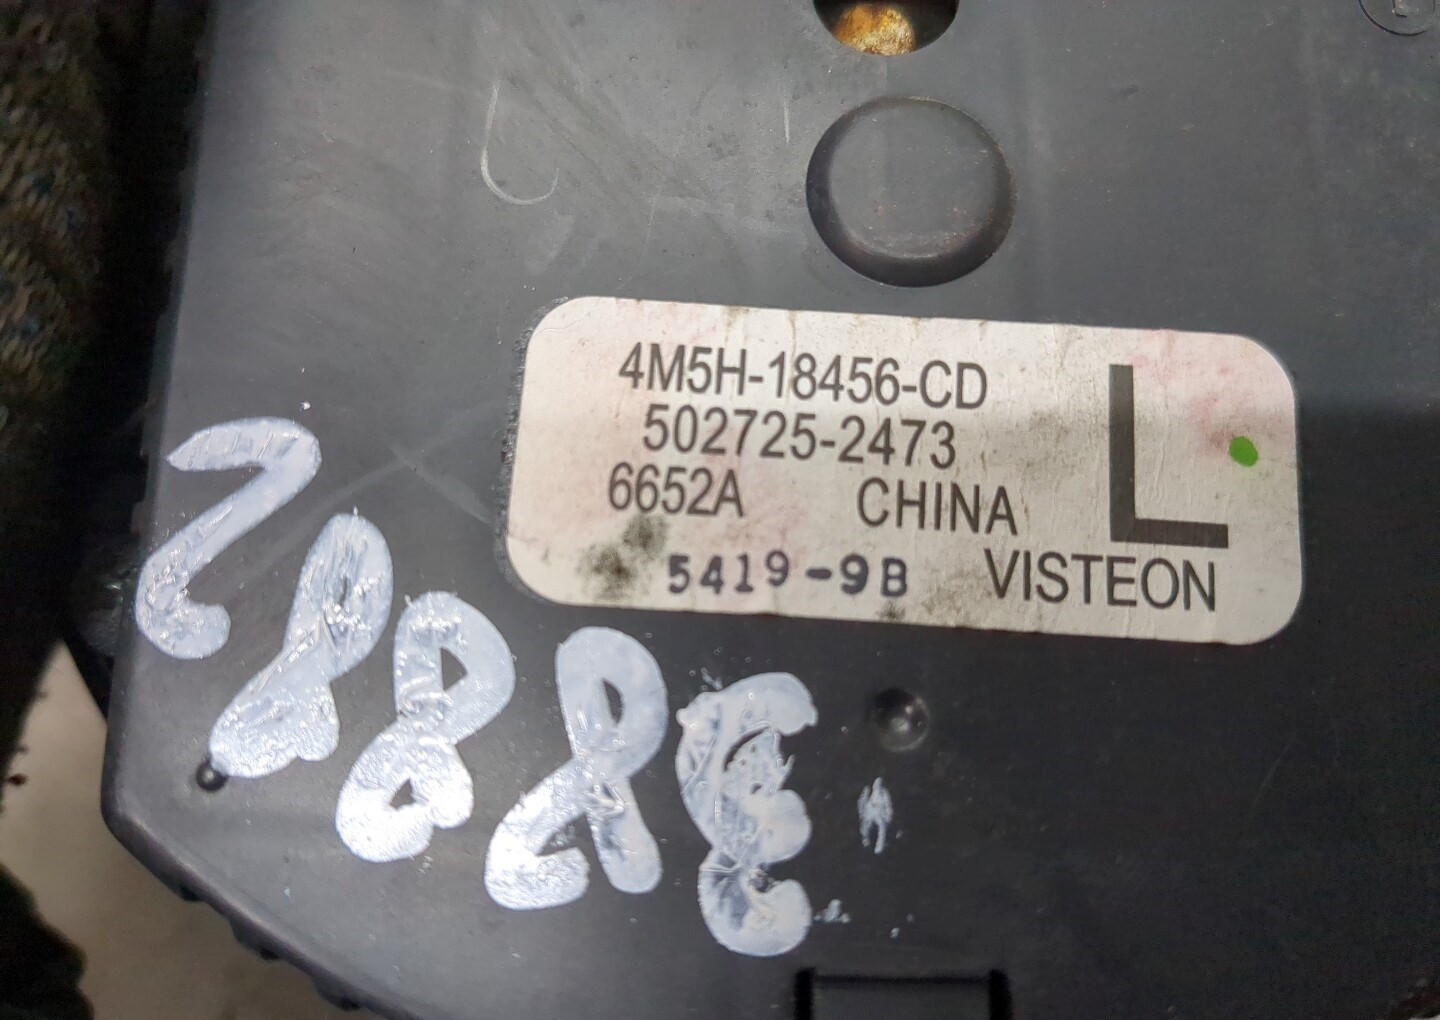 4M5H-18456-CD
502725-2473
6652A CHINA
L
5419-9B VISTEON